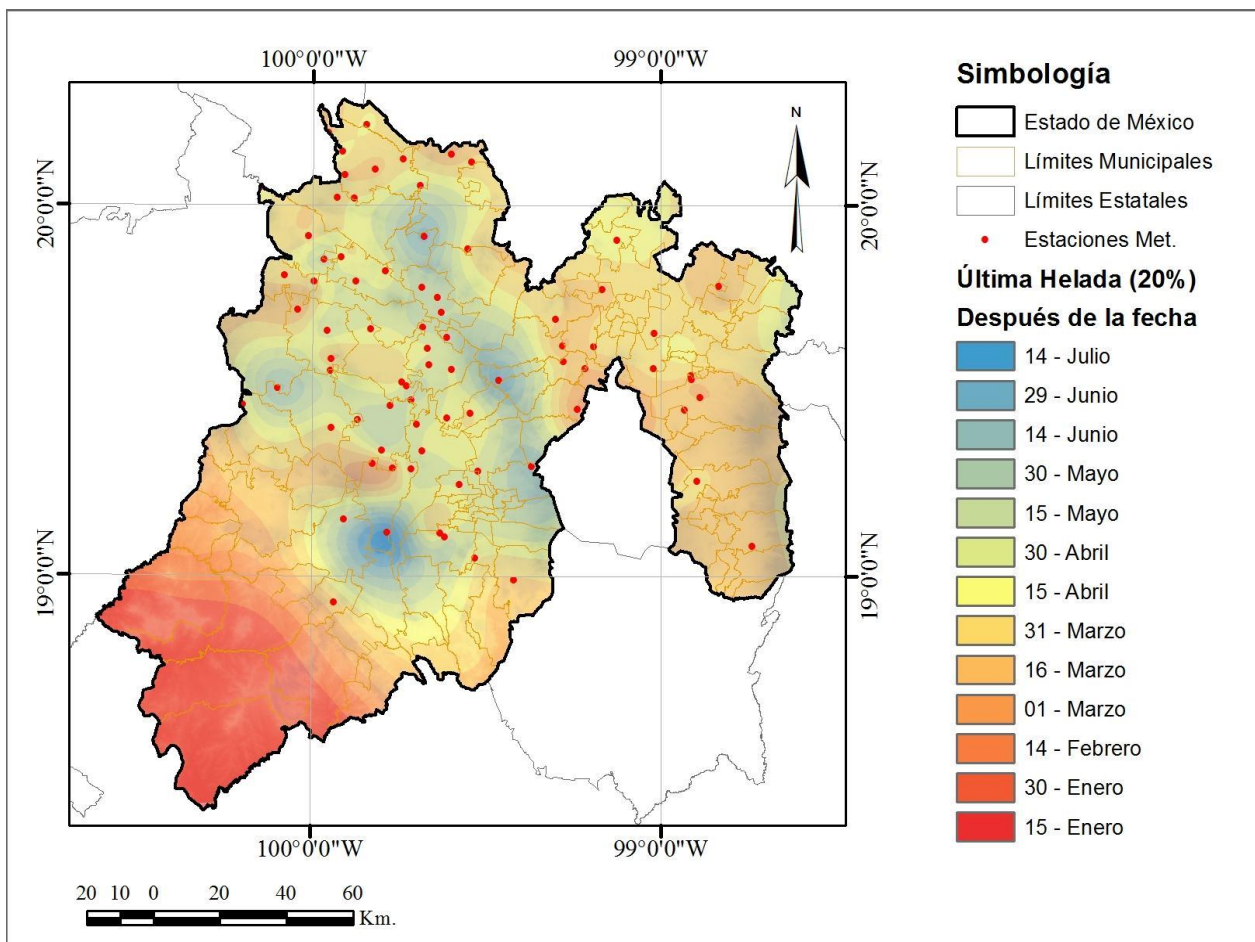 100°0'0"W
99°0'0"W
20°0'0"N
20°0'0"N
19°0'0"N
19°0'0"N
100°0'0"W
99°0'0"W
N
20 10 0 20 40 60
Km.
Simbología
Estado de México
Límites Municipales
Límites Estatales
Estaciones Met.
Última Helada (20%)
Después de la fecha
14 - Julio
29 - Junio
14 - Junio
30 - Mayo
15 - Mayo
30 - Abril
15 - Abril
31 - Marzo
16 - Marzo
01 - Marzo
14 - Febrero
30 - Enero
15 - Enero